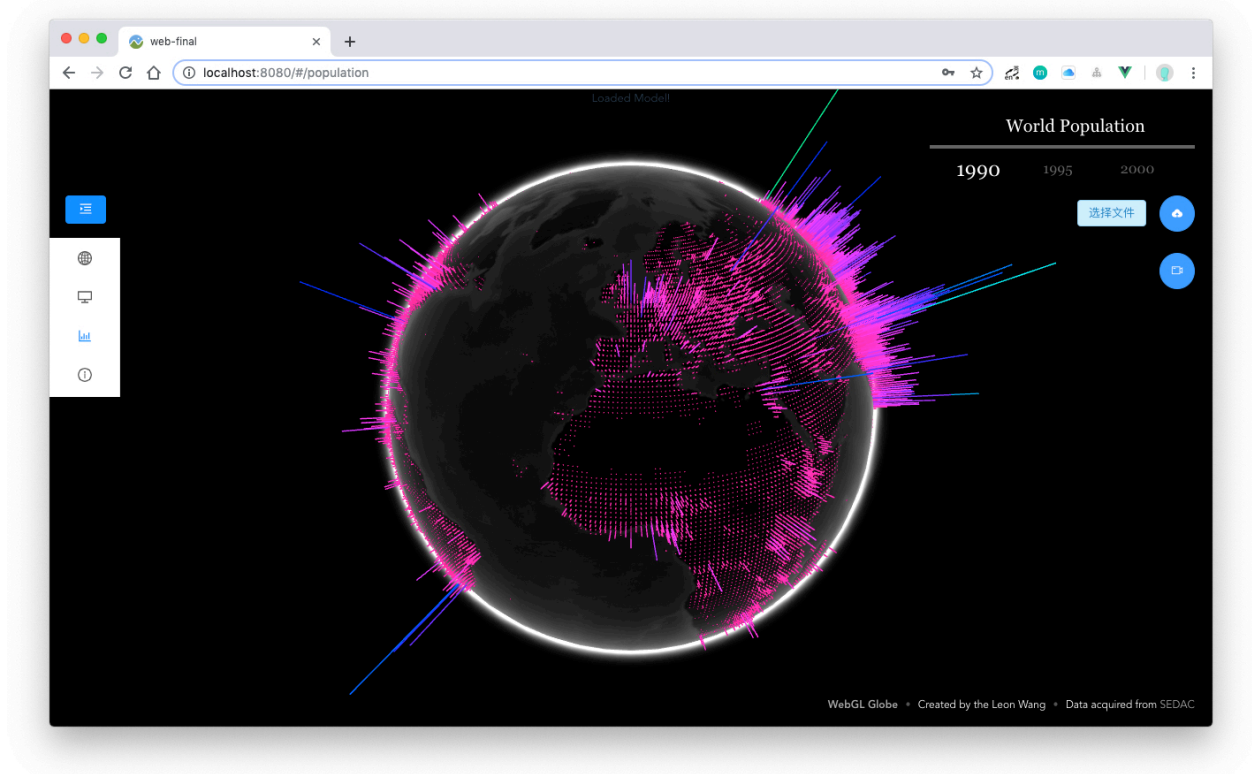 web-final
localhost:8080/#/population
Loaded Model!
World Population
1990 1995 2000
选择文件
WebGL Globe • Created by the Leon Wang • Data acquired from SEDAC